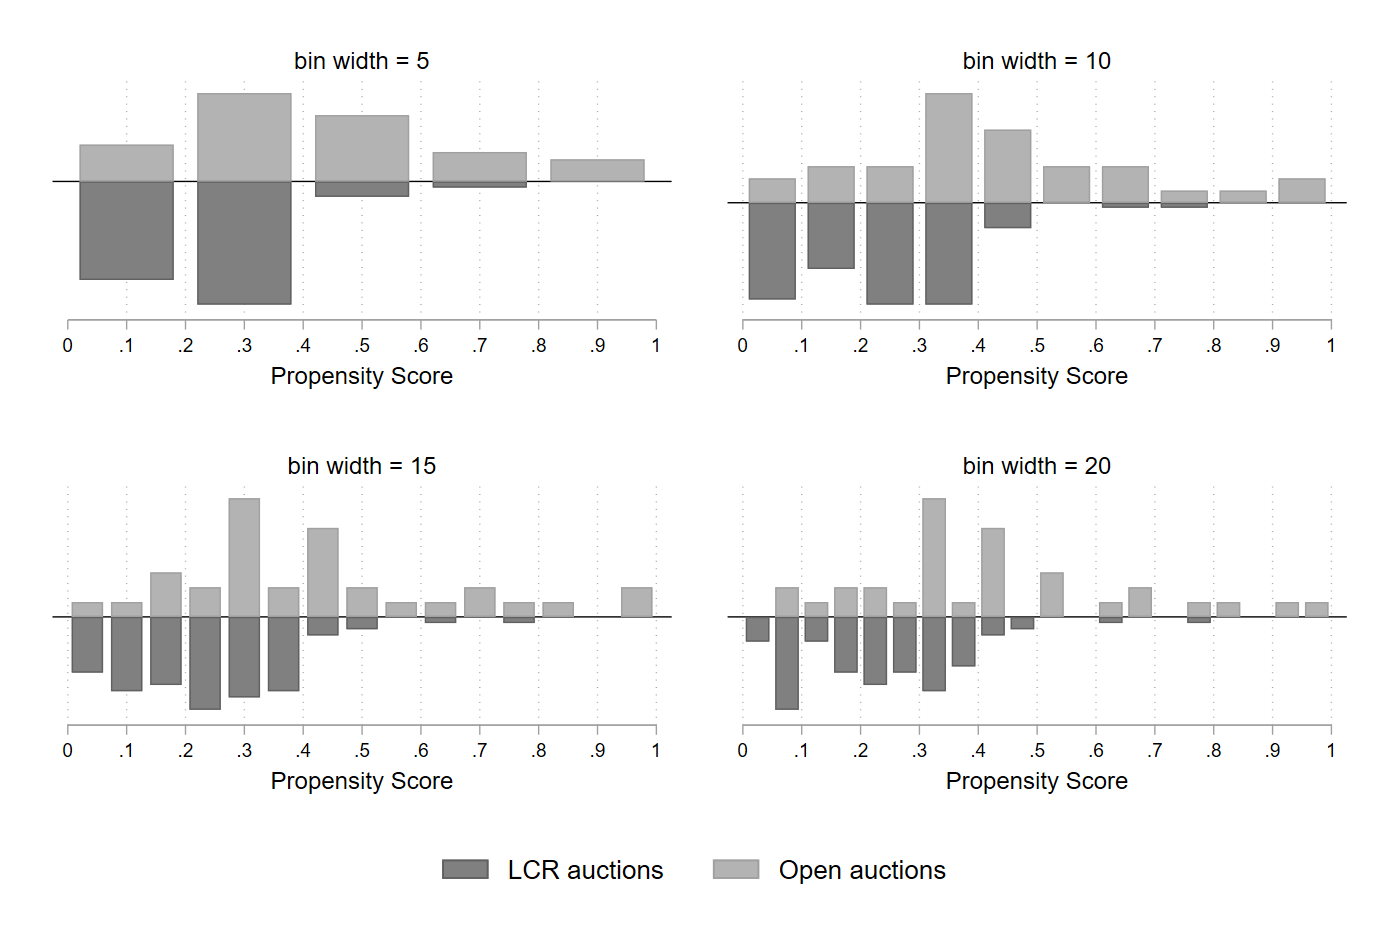 bin width = 5
0 .1 .2 .3 .4 .5 .6 .7 .8 .9 1
Propensity Score
bin width = 10
0 .1 .2 .3 .4 .5 .6 .7 .8 .9 1
Propensity Score
bin width = 15
0 .1 .2 .3 .4 .5 .6 .7 .8 .9 1
Propensity Score
bin width = 20
0 .1 .2 .3 .4 .5 .6 .7 .8 .9 1
Propensity Score
LCR auctions Open auctions